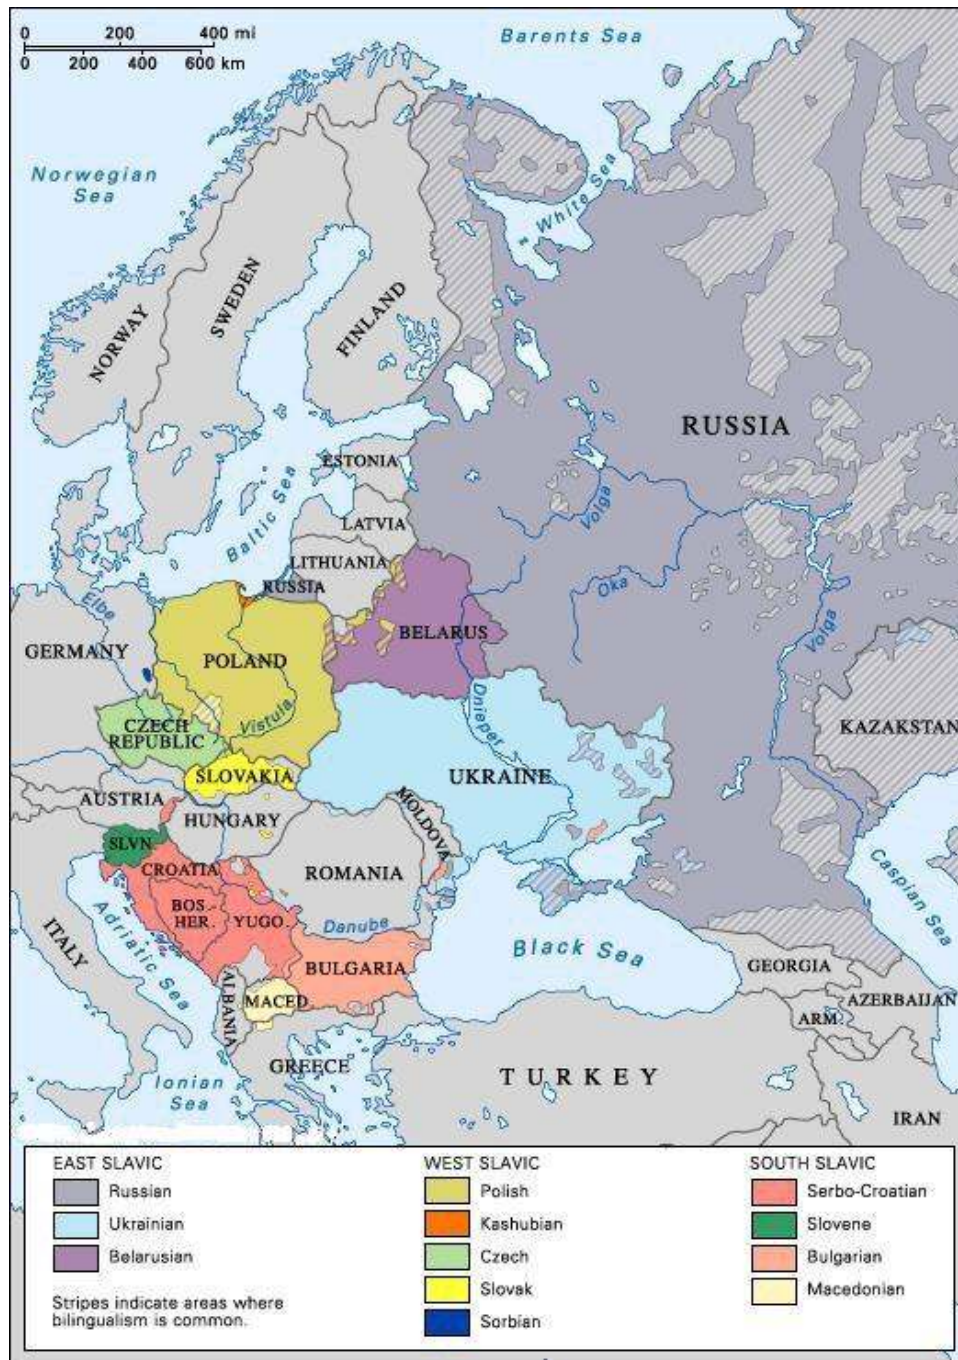 0 200 400 mi
0 200 400 600 km
Barents Sea
Norwegian
Sea
White Sea
NORWAY
SWEDEN
FINLAND
RUSSIA
ESTONIA
Baltic Sea
LATVIA
Volga
LITHUANIA
RUSSIA
Oka
Elbe
BELARUS
Volga
GERMANY
POLAND
Dnieper
CZECH
REPUBLIC
Vistula
KAZAKSTAN
SLOVAKIA
UKRAINE
AUSTRIA
HUNGARY
MOLDOVA
SLVN
CROATIA
ROMANIA
Caspian Sea
BOS.-
HER.
YUGO.
Danube
Adriatic Sea
ITALY
Black Sea
BULGARIA
GEORGIA
ALBANIA
MACED
AZERBAIJAN
ARM.
GREECE
TURKEY
Ionian
Sea
IRAN
EAST SLAVIC
Russian
Ukrainian
Belarusian
Stripes indicate areas where
bilingualism is common.
WEST SLAVIC
Polish
Kashubian
Czech
Slovak
Sorbian
SOUTH SLAVIC
Serbo-Croatian
Slovene
Bulgarian
Macedonian